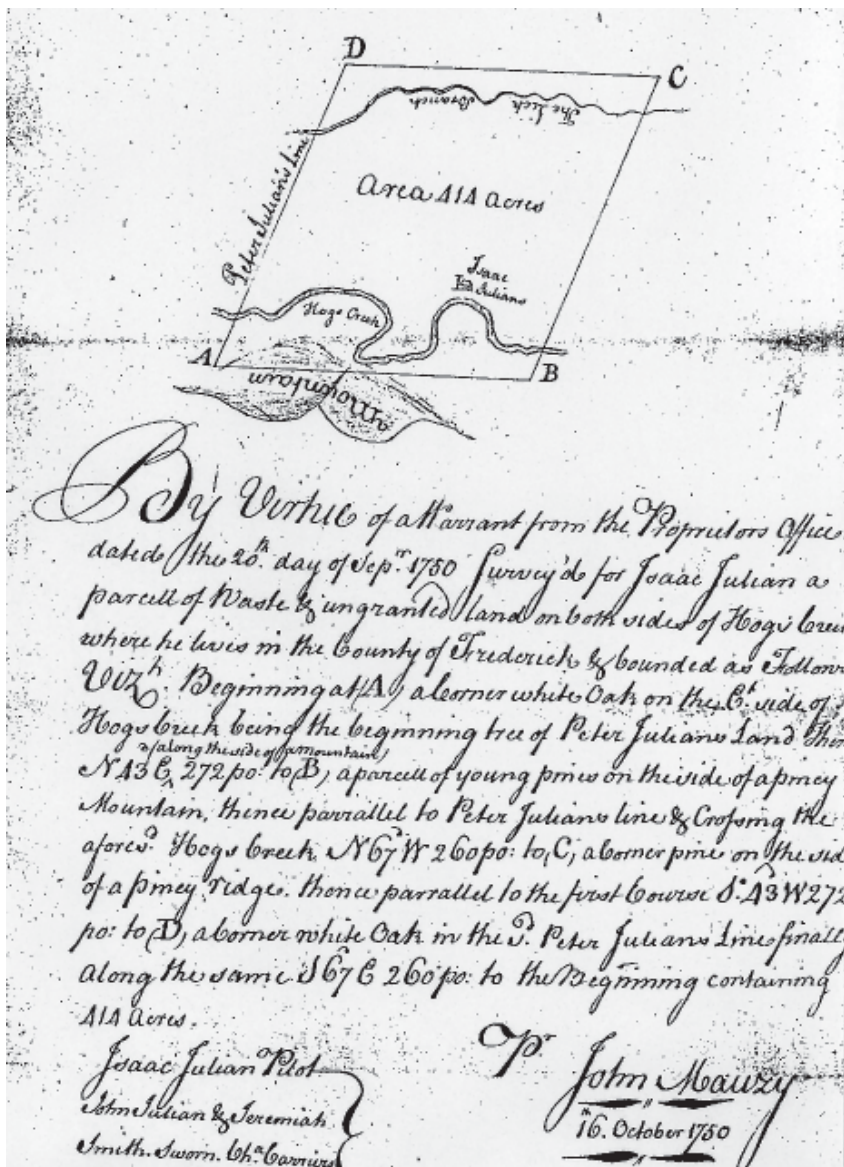 D
C
The Lick Branch
Peter Julian's Line
Area 414 acres
Isaac
Julians
Hogs Creek
A
B
a Mountain
By Virtue of a Warrant from the Proprietors Office
dated the 20th. day of Sepr. 1750 Survey'd for Isaac Julian a
parcell of Waste & ungranted land on both sides of Hogs Creek
where he lives in the County of Frederick & bounded as Follows
Vizt. Beginning at (A) a Corner white Oak on the Et. side of
Hogs Creek being the beginning tree of Peter Julians Land
along the side of a mountain
N43E 272 po: to (B) a parcell of young pines on the side of a piney
Mountain, thence parrallel to Peter Julians line & Crossing the
aforesd. Hogs Creek N67W 260 po: to (C) a Corner pine on the side
of a piney ridge. thence parrallel to the first Course So. 43W 272
po: to (D) a Corner white Oak in the sd. Peter Julians Line finally
along the same S67E 260 po: to the Beginning containing
414 acres.
Isaac Julian Pilot
John Julian & Jeremiah
Smith. Sworn. Cha. Carriers
Pr.
John Mauzy
16th. October 1750